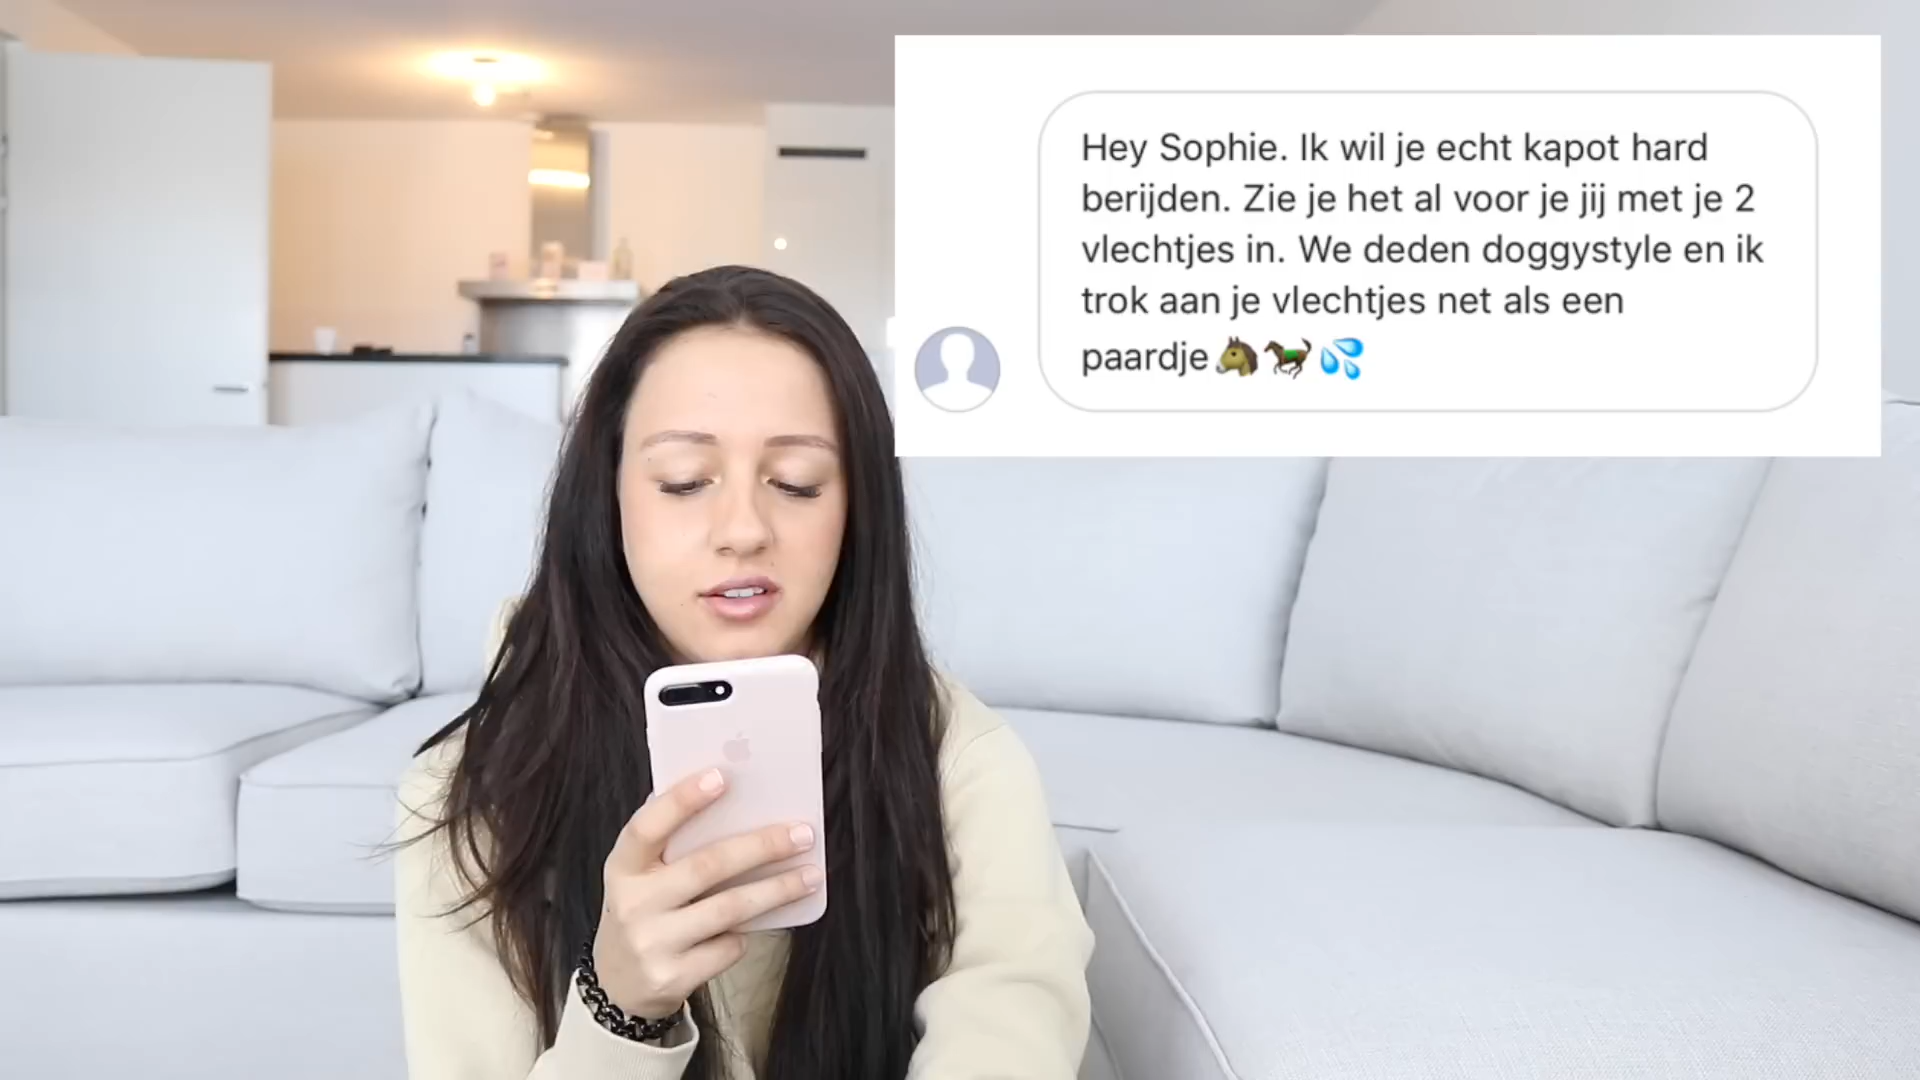 Hey Sophie. Ik wil je echt kapot hard
berijden. Zie je het al voor je jij met je 2
vlechtjes in. We deden doggystyle en ik
trok aan je vlechtjes net als een
paardje🐴🐎💦